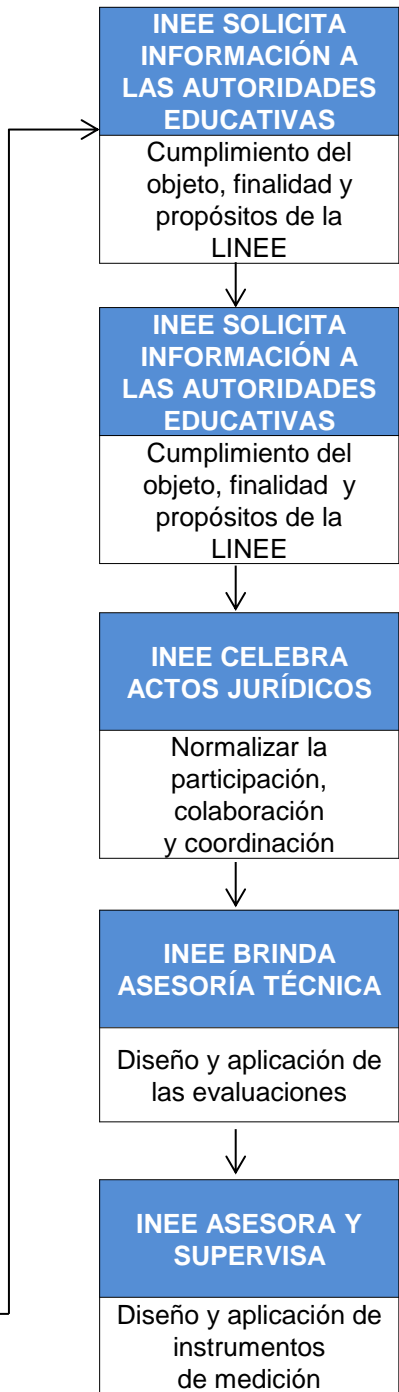 INEE SOLICITA
INFORMACIÓN A
LAS AUTORIDADES
EDUCATIVAS
Cumplimiento del
objeto, finalidad y
propósitos de la
LINEE
INEE SOLICITA
INFORMACIÓN A
LAS AUTORIDADES
EDUCATIVAS
Cumplimiento del
objeto, finalidad y
propósitos de la
LINEE
INEE CELEBRA
ACTOS JURÍDICOS
Normalizar la
participación,
colaboración
y coordinación
INEE BRINDA
ASESORÍA TÉCNICA
Diseño y aplicación de
las evaluaciones
INEE ASESORA Y
SUPERVISA
Diseño y aplicación de
instrumentos
de medición